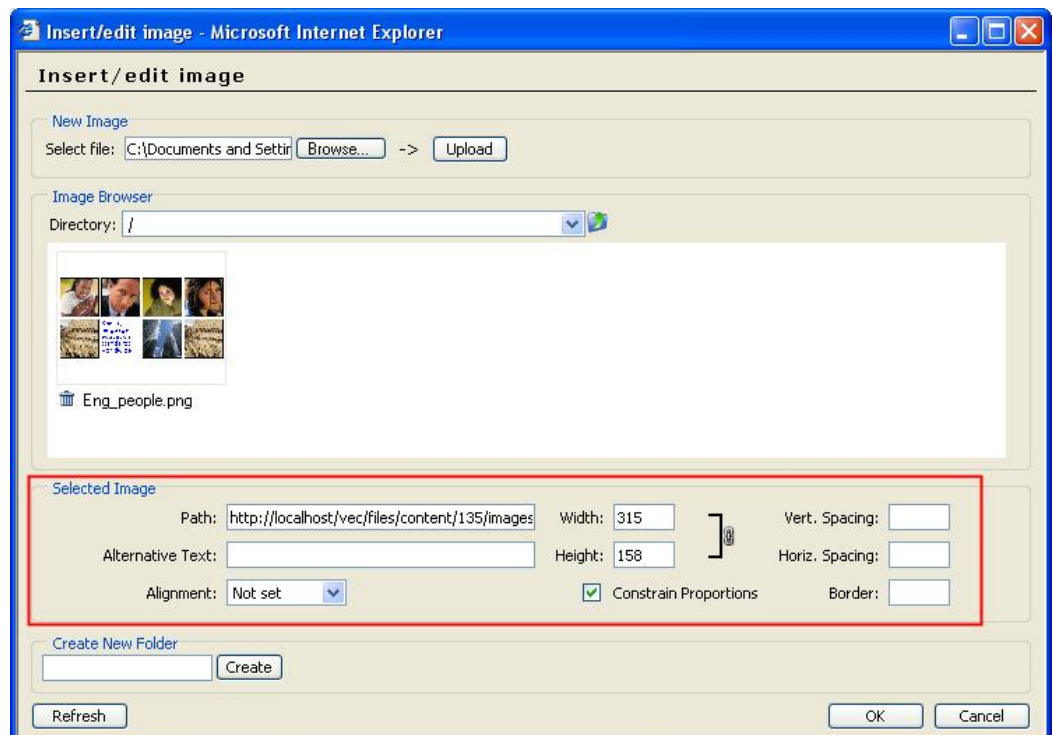 Insert/edit image - Microsoft Internet Explorer
Insert/edit image
New Image
Select file: C:\Documents and Settin Browse... -> Upload
Image Browser
Directory: /
Eng_people.png
Selected Image
Path: http://localhost/vec/files/content/135/images Width: 315 Vert. Spacing:
Alternative Text: Height: 158 Horiz. Spacing:
Alignment: Not set Constrain Proportions Border:
Create New Folder
Create
Refresh OK Cancel